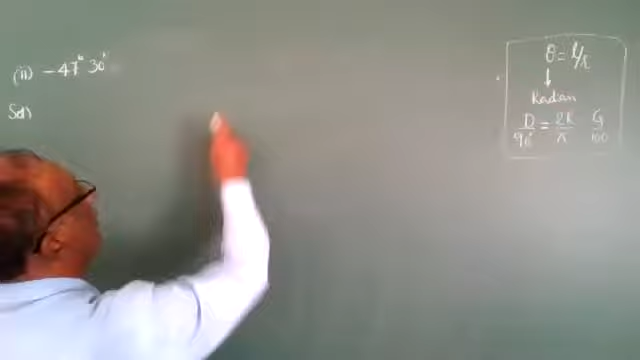 (ii) -47° 30'
Sol)
θ = l/r
↓
Radian
D/90° = 2R/π G/100